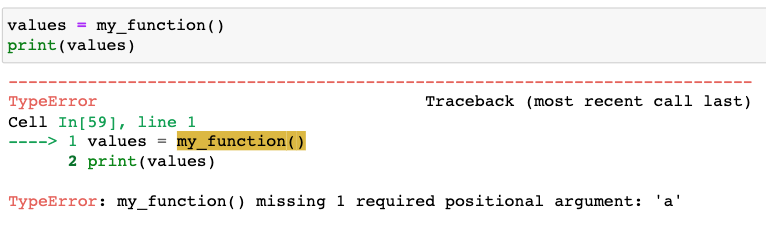 values = my_function()
print(values)
---------------------------------------------------------------------------
TypeError                                 Traceback (most recent call last)
Cell In[59], line 1
----> 1 values = my_function()
      2 print(values)
TypeError: my_function() missing 1 required positional argument: 'a'